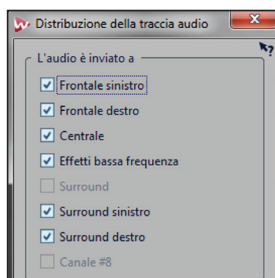 Distribuzione della traccia audio
L'audio è inviato a
Frontale sinistro
Frontale destro
Centrale
Effetti bassa frequenza
Surround
Surround sinistro
Surround destro
Canale #8